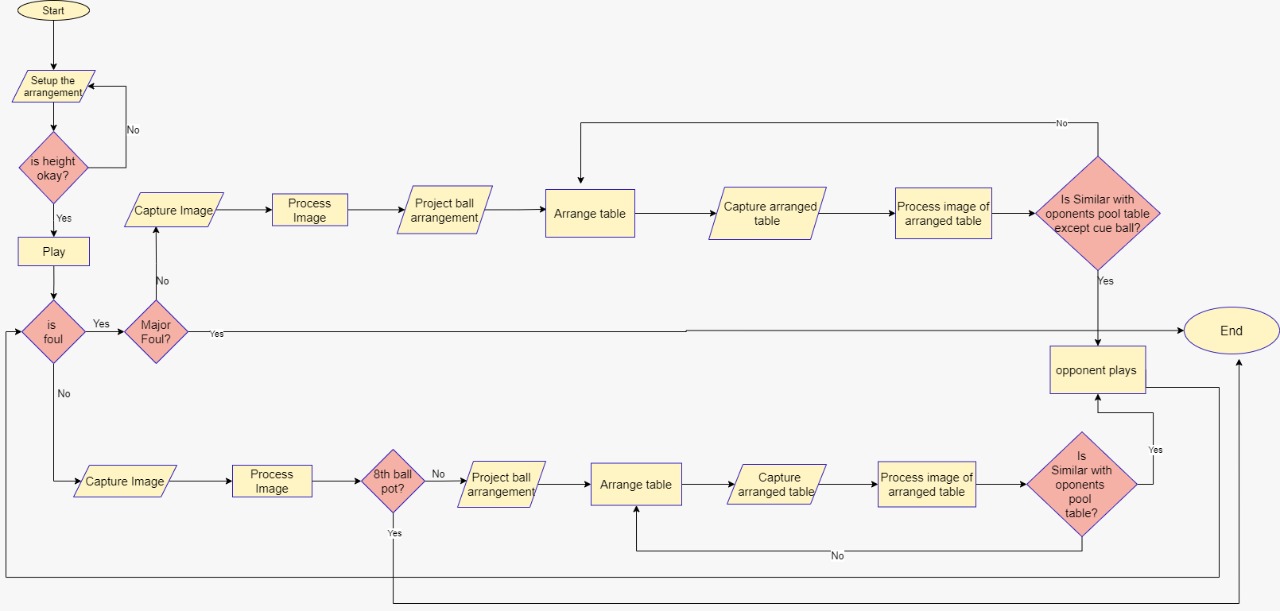 Start
Setup the
arrangement
No
is height
okay?
Yes
Play
is
foul
Yes
Major
Foul?
No
Yes
Capture Image
Process
Image
Project ball
arrangement
Arrange table
Capture arranged
table
Process image of
arranged table
No
Is Similar with
oponents pool table
except cue ball?
Yes
End
opponent plays
No
Capture Image
Process
Image
8th ball
pot?
No
Yes
Project ball
arrangement
Arrange table
Capture
arranged table
Process image of
arranged table
Is
Similar with
oponents
pool
table?
Yes
No